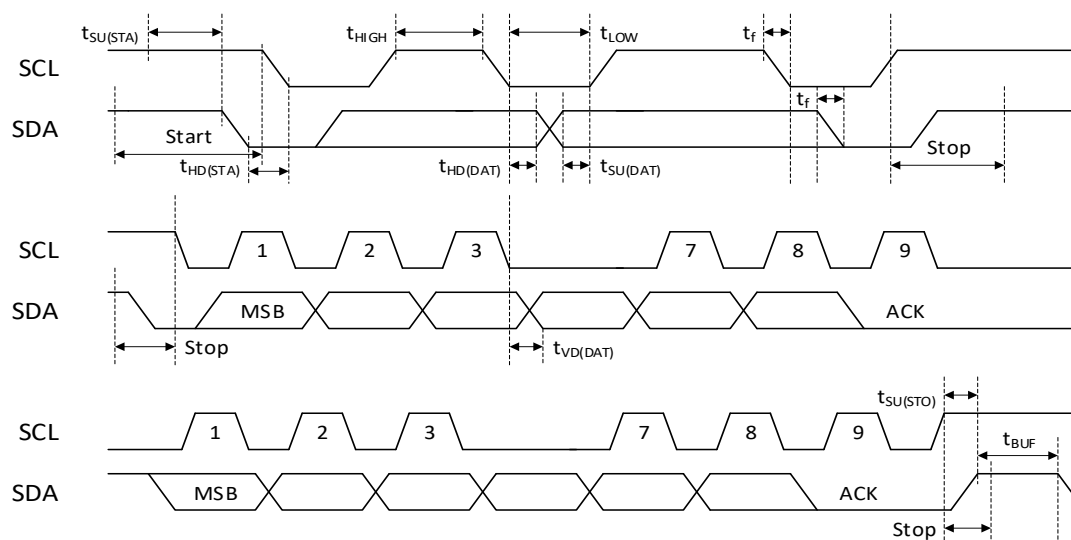 tSU(STA) tHIGH tLOW tf
SCL
tf
SDA
Start Stop
tHD(STA) tHD(DAT) tSU(DAT)
SCL 1 2 3 7 8 9
SDA MSB ACK
Stop tVD(DAT)
tSU(STO)
SCL 1 2 3 7 8 9
tBUF
SDA MSB ACK
Stop